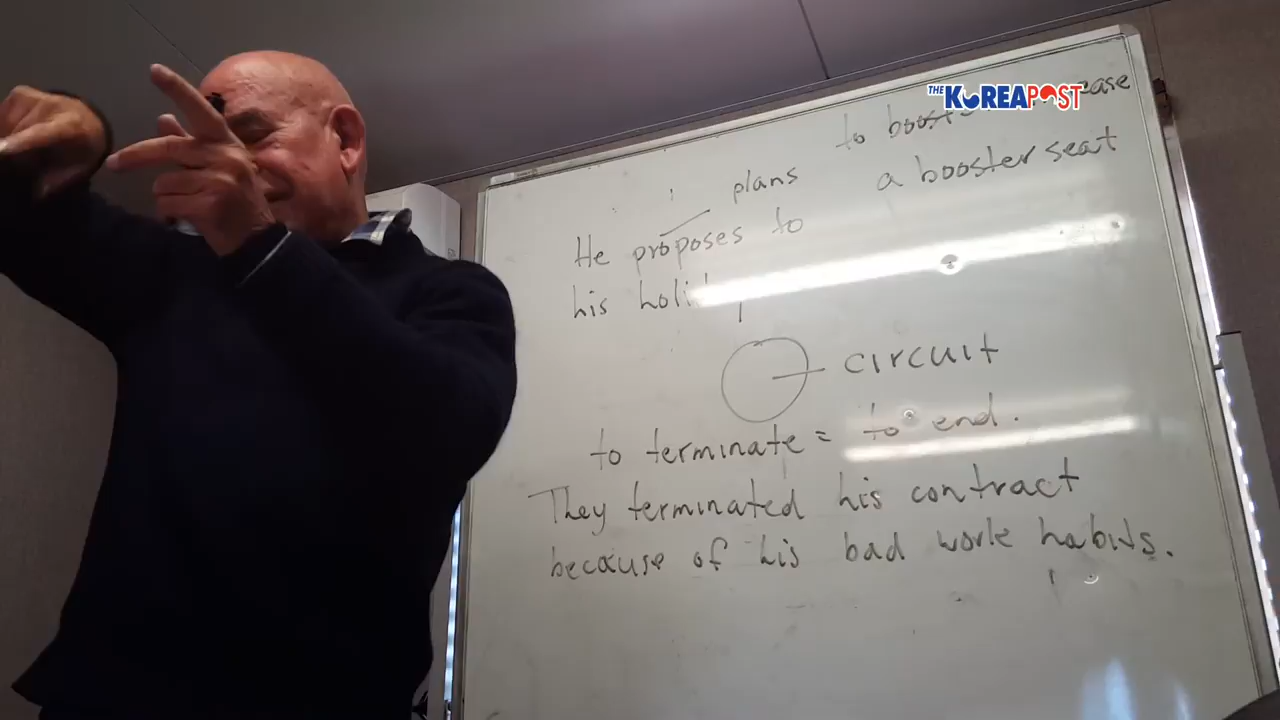 THE KOREAPOST
to boost
plans a booster seat
He proposes to
his
circuit
to terminate = to end.
They terminated his contract
because of his bad work habits.